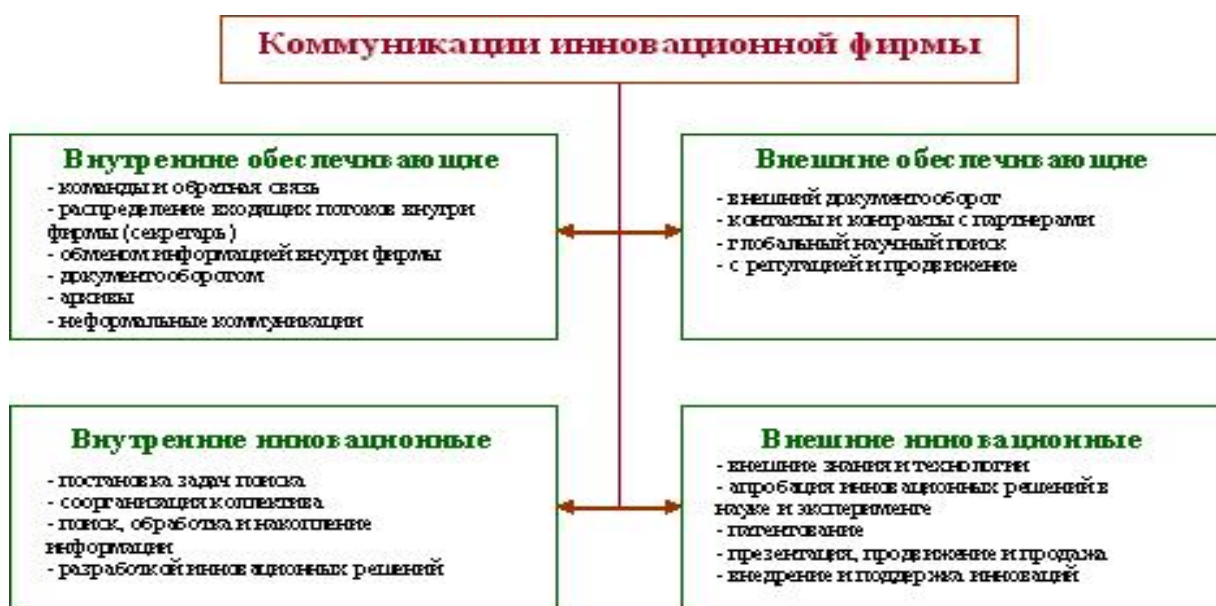 Коммуникации инновационной фирмы
Внутренние обеспечивающие
- команды и обратная связь
- распределение входящих потоков внутри
фирмы (секретарь)
- обменом информацией внутри фирмы
- документооборотом
- архивы
- неформальные коммуникации
Внешние обеспечивающие
- внешний документооборот
- контакты и контракты с партнерами
- глобальный научный поиск
- с репутацией и продвижение
Внутренние инновационные
- постановка задач поиска
- соорганизация коллектива
- поиск, обработка и накопление
информации
- разработкой инновационных решений
Внешние инновационные
- внешние знания и технологии
- апробация инновационных решений в
науке и эксперименте
- патентование
- презентация, продвижение и продажа
- внедрение и поддержка инноваций